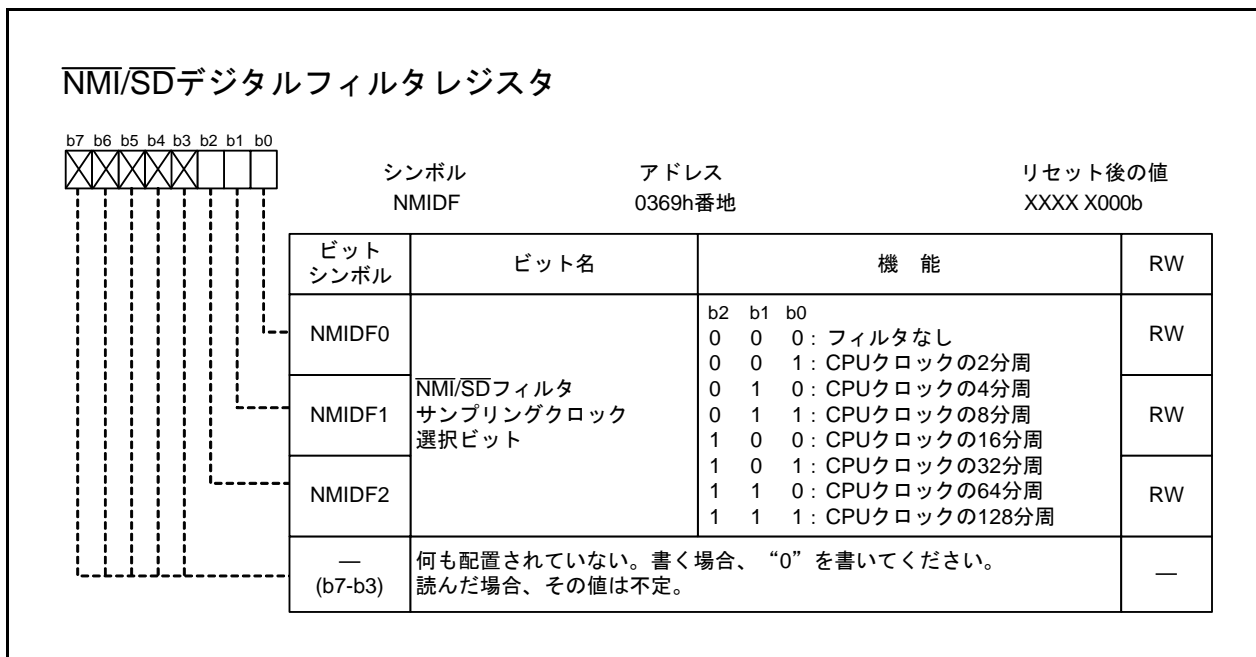 NMI/SDデジタルフィルタレジスタ
b7 b6 b5 b4 b3 b2 b1 b0
シンボル アドレス リセット後の値
NMIDF 0369h番地 XXXX X000b
ビット
シンボル
ビット名
機 能
RW
NMIDF0
NMIDF1
NMIDF2
NMI/SDフィルタ
サンプリングクロック
選択ビット
b2 b1 b0
0 0 0 : フィルタなし
0 0 1 : CPUクロックの2分周
0 1 0 : CPUクロックの4分周
0 1 1 : CPUクロックの8分周
1 0 0 : CPUクロックの16分周
1 0 1 : CPUクロックの32分周
1 1 0 : CPUクロックの64分周
1 1 1 : CPUクロックの128分周
RW
RW
RW
—
(b7-b3)
何も配置されていない。書く場合、“0”を書いてください。
読んだ場合、その値は不定。
—